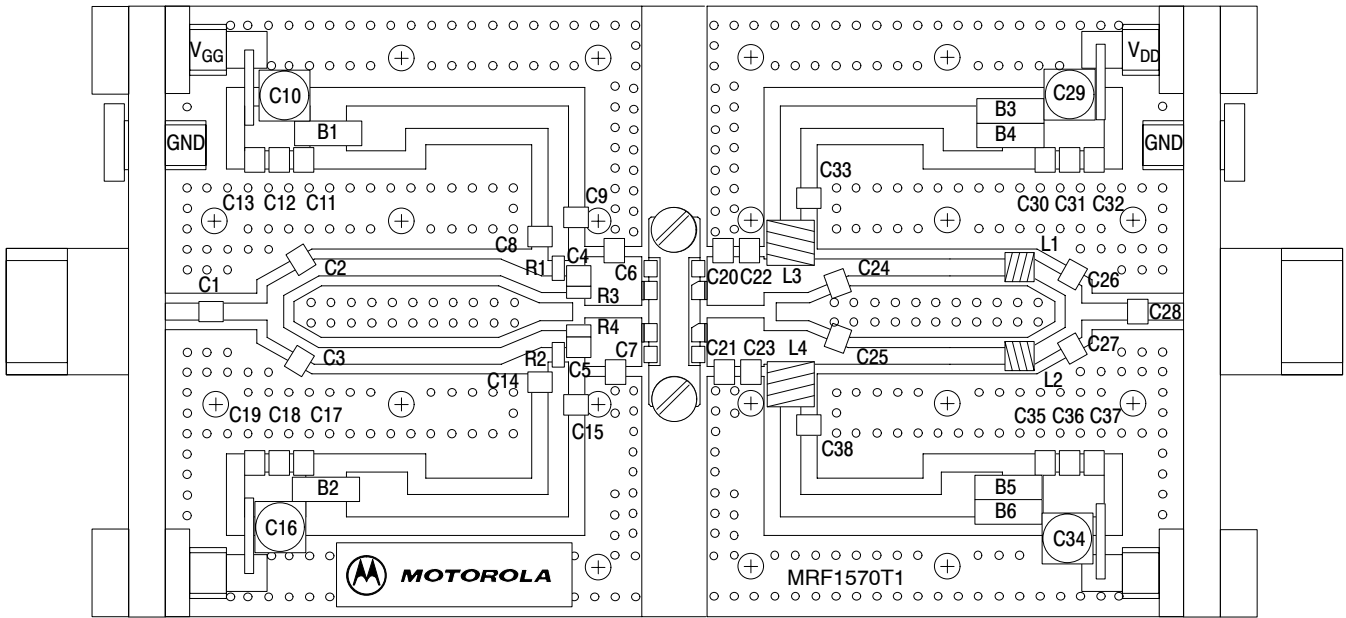 VGG
C10
B1
GND
C13 C12 C11
C9
C8
C4
R1
C6
R3
C2
C1
C3
R4
C7
R2
C5
C14
C15
C19 C18 C17
B2
C16
MOTOROLA
VDD
C29
B3
B4
GND
C33
C30 C31 C32
L1
C20 C22 L3
C24
C26
C28
C27
C25
C21 C23 L4
L2
C35 C36 C37
C38
B5
B6
C34
MRF1570T1